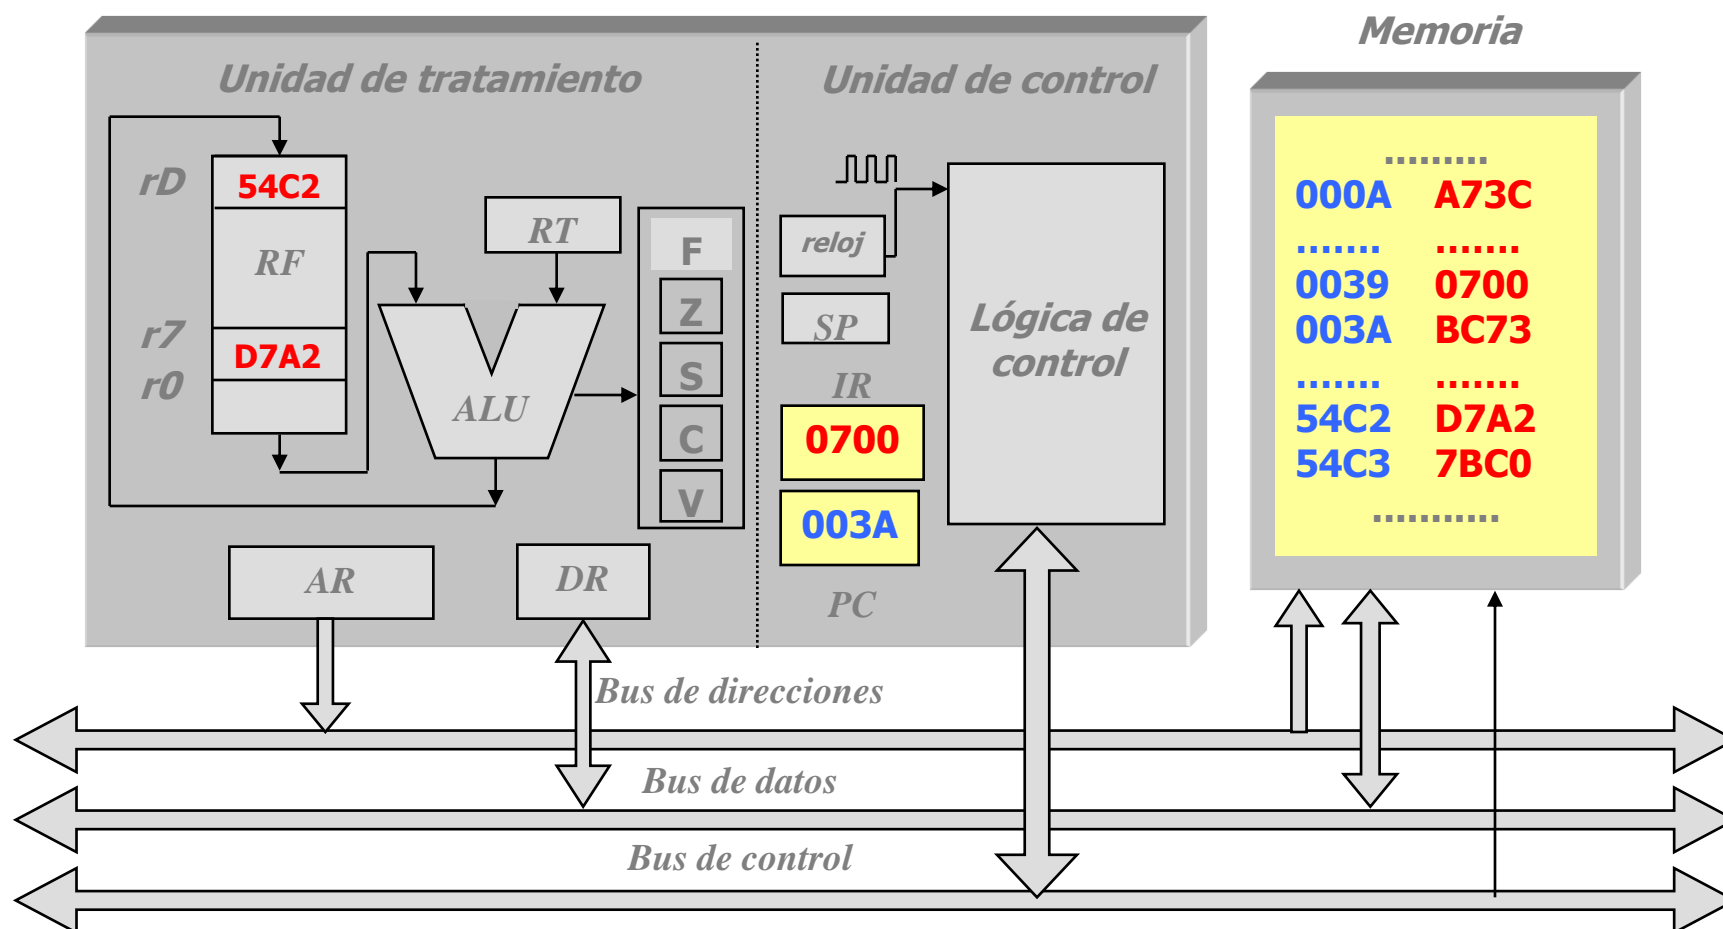 Memoria
Unidad de tratamiento
Unidad de control
rD
54C2
RF
r7
D7A2
r0
RT
ALU
F
Z
S
C
V
reloj
SP
IR
0700
003A
PC
Lógica de
control
.........
000A A73C
....... .......
0039 0700
003A BC73
....... .......
54C2 D7A2
54C3 7BC0
...........
AR
DR
Bus de direcciones
Bus de datos
Bus de control